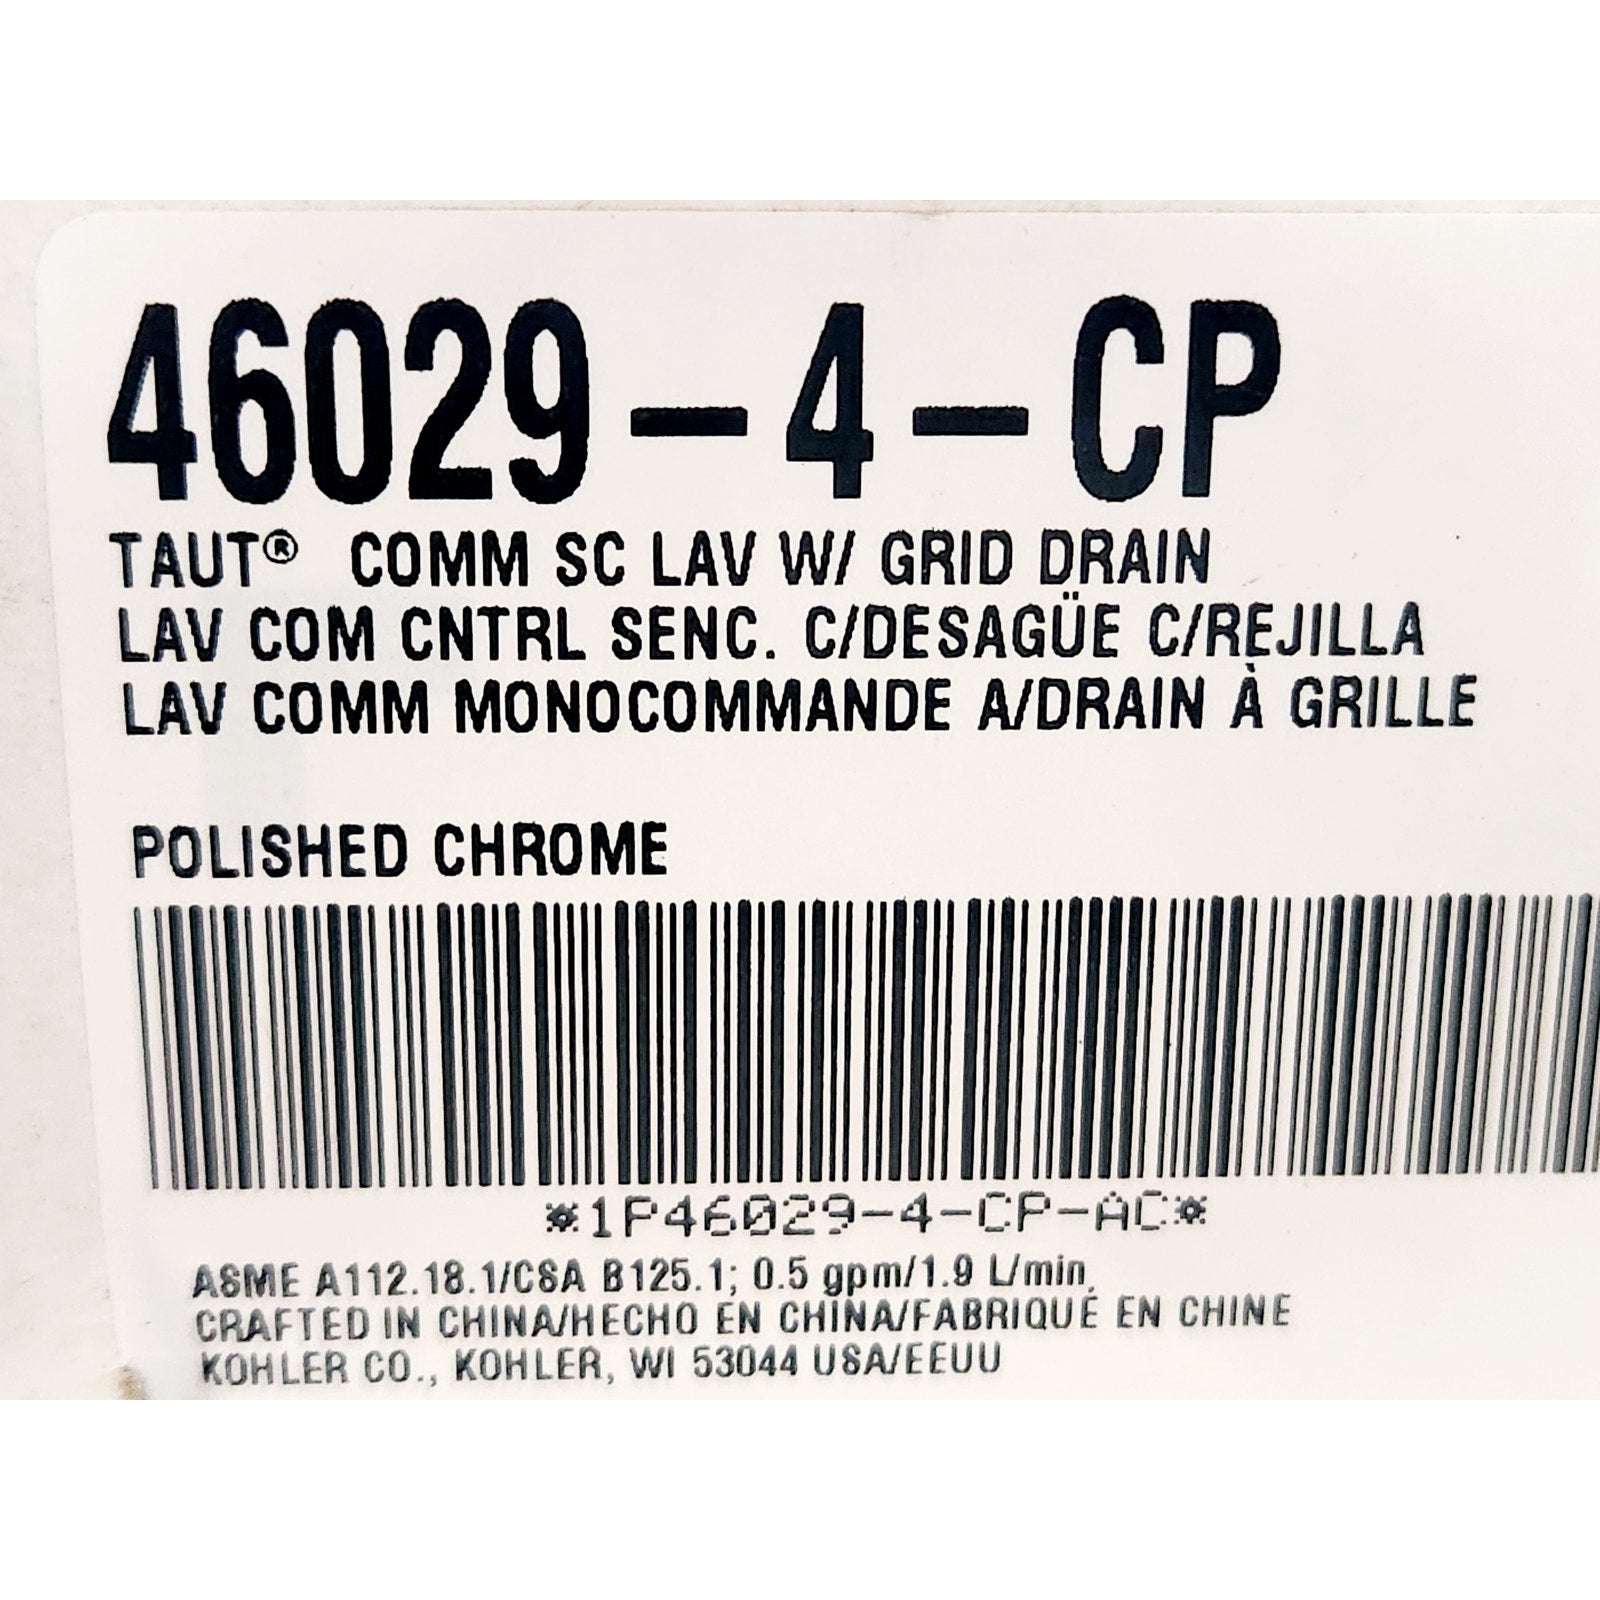 46029-4-CP
TAUT® COMM SC LAV W/ GRID DRAIN
LAV COM CNTRL SENC. C/DESAGÜE C/REJILLA
LAV COMM MONOCOMMANDE A/DRAIN À GRILLE
POLISHED CHROME
*1P46029-4-CP-AC*
ASME A112.18.1/CSA B125.1; 0.5 gpm/1.9 L/min
CRAFTED IN CHINA/HECHO EN CHINA/FABRIQUÉ EN CHINE
KOHLER CO., KOHLER, WI 53044 USA/EEUU